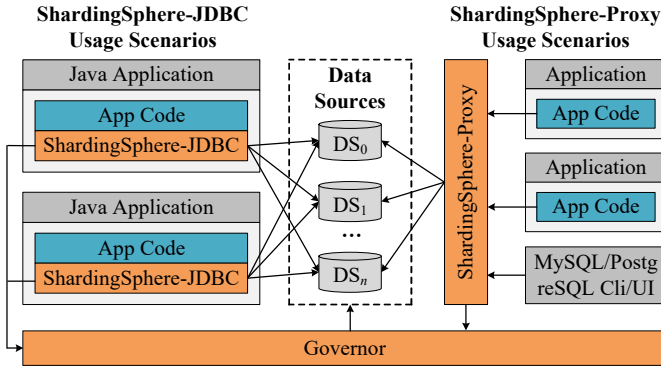 ShardingSphere-JDBC
Usage Scenarios
Java Application
App Code
ShardingSphere-JDBC
Java Application
App Code
ShardingSphere-JDBC
Data
Sources
DS0
DS1
...
DSn
ShardingSphere-Proxy
Usage Scenarios
ShardingSphere-Proxy
Application
App Code
Application
App Code
MySQL/Postg
reSQL Cli/UI
Governor